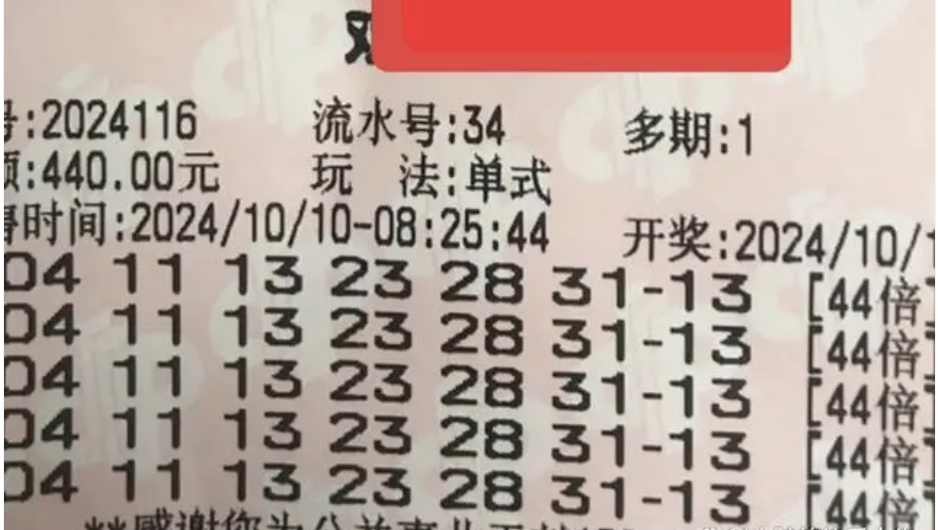 双
号:2024116 流水号:34 多期:1
额:440.00元 玩 法:单式
售时间:2024/10/10-08:25:44 开奖:2024/10/1
04 11 13 23 28 31-13 [44倍]
04 11 13 23 28 31-13 [44倍]
04 11 13 23 28 31-13 [44倍]
04 11 13 23 28 31-13 [44倍]
04 11 13 23 28 31-13 [44倍]
**感谢您为公益事业